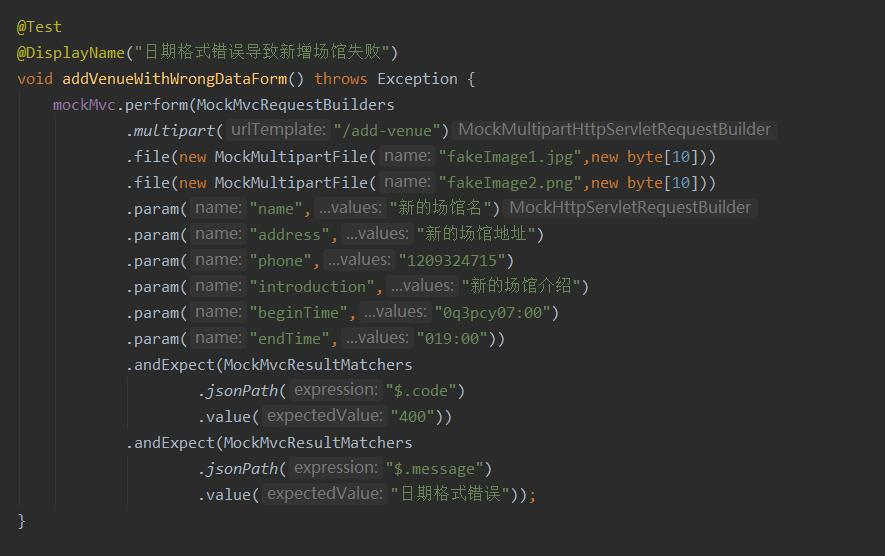 @Test
@DisplayName("日期格式错误导致新增场馆失败")
void addVenueWithWrongDataForm() throws Exception {
mockMvc.perform(MockMvcRequestBuilders
.multipart( urlTemplate: "/add-venue") MockMultipartHttpServletRequestBuilder
.file(new MockMultipartFile( name: "fakeImage1.jpg",new byte[10]))
.file(new MockMultipartFile( name: "fakeImage2.png",new byte[10]))
.param( name: "name", ...values: "新的场馆名") MockHttpServletRequestBuilder
.param( name: "address", ...values: "新的场馆地址")
.param( name: "phone", ...values: "1209324715")
.param( name: "introduction", ...values: "新的场馆介绍")
.param( name: "beginTime", ...values: "0q3pcy07:00")
.param( name: "endTime", ...values: "019:00"))
.andExpect(MockMvcResultMatchers
.jsonPath( expression: "$.code")
.value( expectedValue: "400"))
.andExpect(MockMvcResultMatchers
.jsonPath( expression: "$.message")
.value( expectedValue: "日期格式错误"));
}